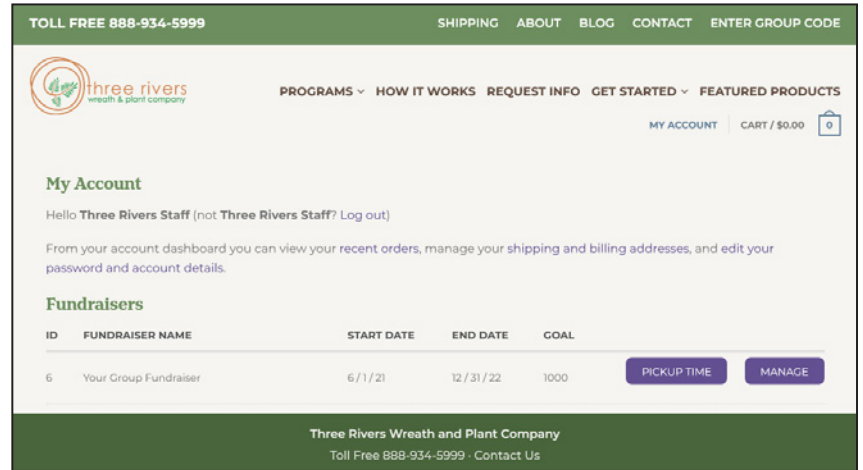 TOLL FREE 888-934-5999 SHIPPING ABOUT BLOG CONTACT ENTER GROUP CODE
three rivers
wreath & plant company
PROGRAMS HOW IT WORKS REQUEST INFO GET STARTED FEATURED PRODUCTS
MY ACCOUNT CART / $0.00 0
My Account
Hello Three Rivers Staff (not Three Rivers Staff? Log out)
From your account dashboard you can view your recent orders, manage your shipping and billing addresses, and edit your
password and account details.
Fundraisers
ID FUNDRAISER NAME START DATE END DATE GOAL
6 Your Group Fundraiser 6/1/21 12/31/22 1000 PICKUP TIME MANAGE
Three Rivers Wreath and Plant Company
Toll Free 888-934-5999 · Contact Us